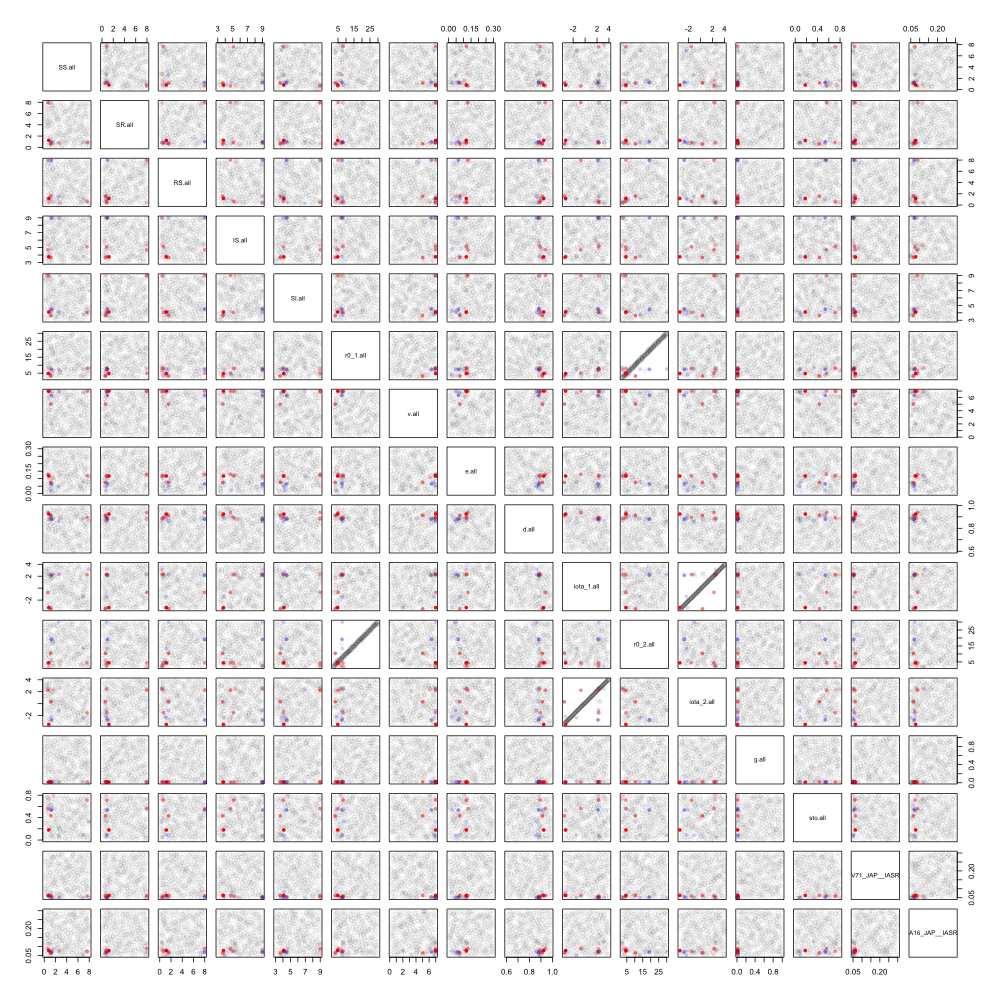 0 2 4 6 8 3 5 7 9 5 15 25 0.00 0.15 0.30 -2 2 4 -2 2 4 0.0 0.4 0.8 0.05 0.20
SS.all 0 2 4 6 8
0 2 4 6 8 SR.all
RS.all 0 2 4 6 8
3 5 7 9 IS.all
SI.all 3 5 7 9
5 15 25 r0_1.all
v.all 0 2 4 6
0.00 0.15 0.30 e.all
d.all 0.6 0.8 1.0
-2 2 4 iota_1.all
r0_2.all 5 15 25
-2 2 4 iota_2.all
g.all 0.0 0.4 0.8
0.0 0.4 0.8 sto.all
V71_JAP__IASR 0.05 0.20
0.05 0.20 A16_JAP__IASR
0 2 4 6 8 0 2 4 6 8 3 5 7 9 0 2 4 6 0.6 0.8 1.0 5 15 25 0.0 0.4 0.8 0.05 0.20